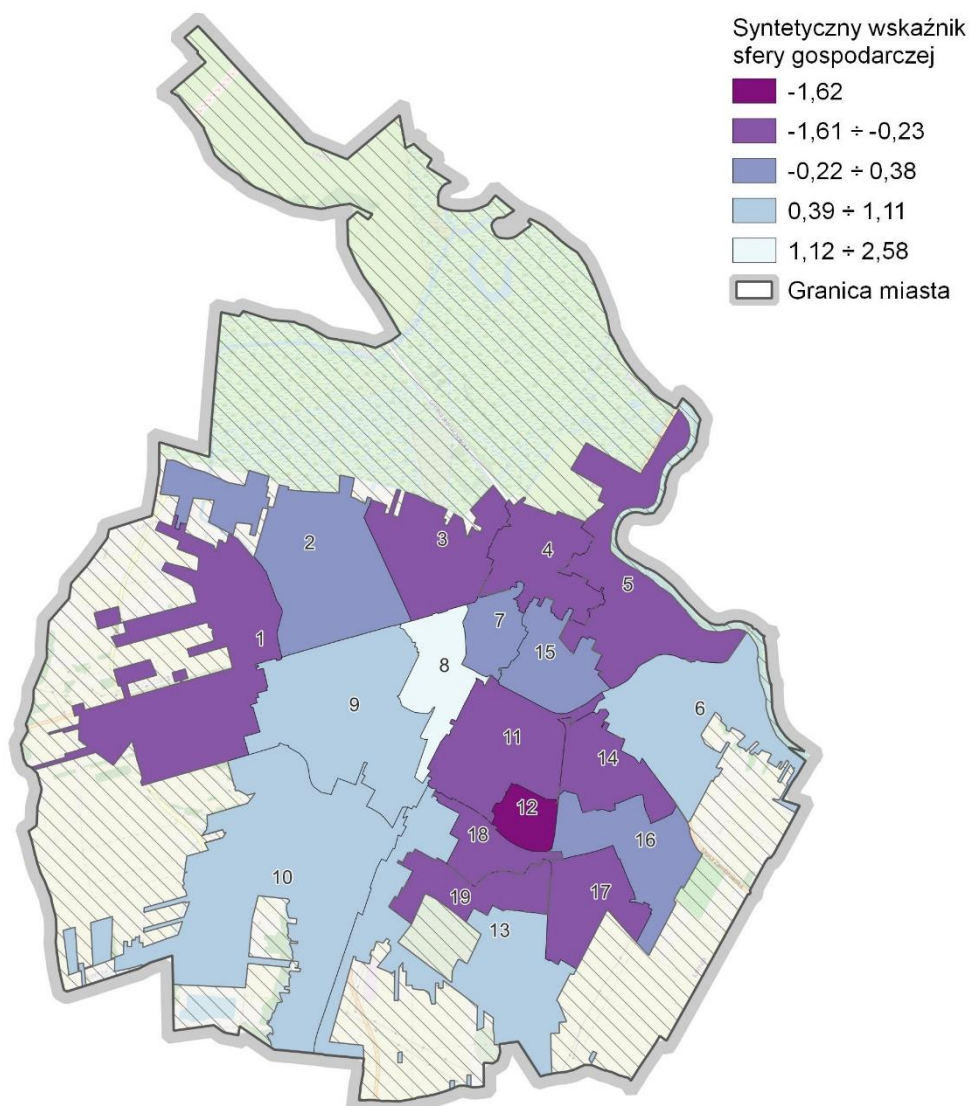 Syntetyczny wskaźnik
sfery gospodarczej
-1,62
-1,61 ÷ -0,23
-0,22 ÷ 0,38
0,39 ÷ 1,11
1,12 ÷ 2,58
Granica miasta
2
3
4
5
1
7
15
8
9
6
11
14
12
18
16
10
19
17
13